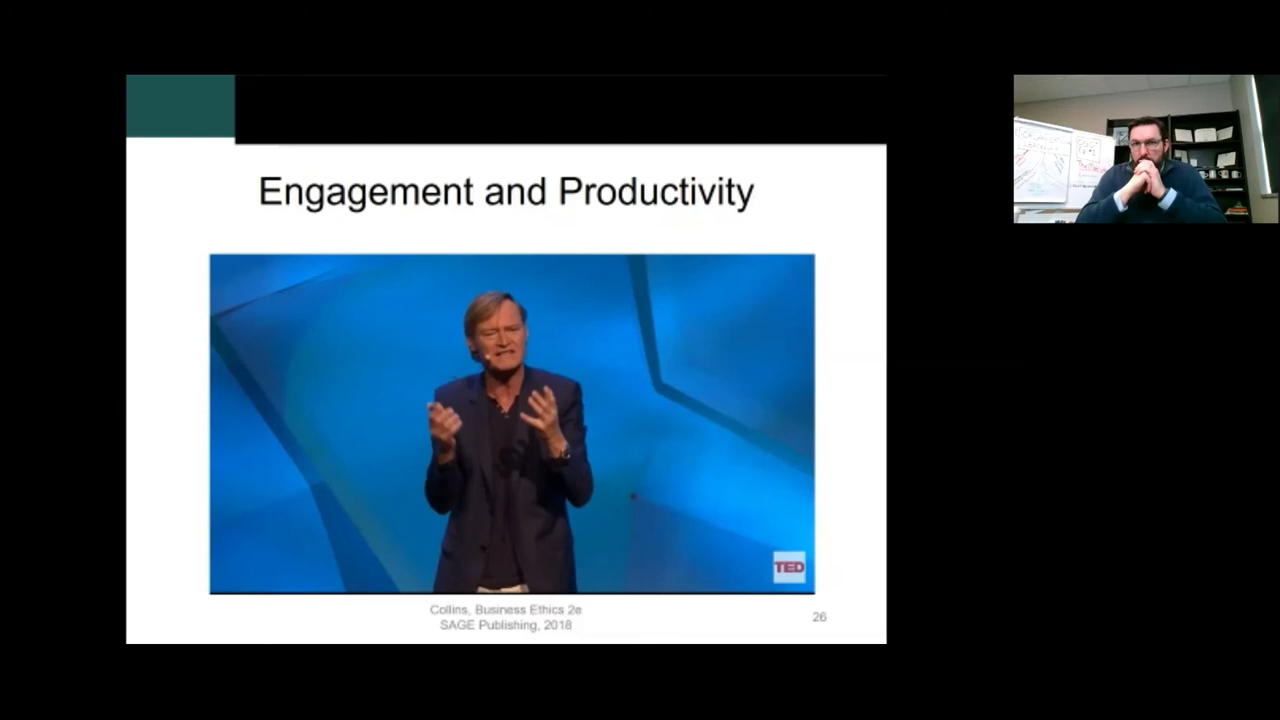 Engagement and Productivity
TED
Collins, Business Ethics 2e
SAGE Publishing, 2018
26